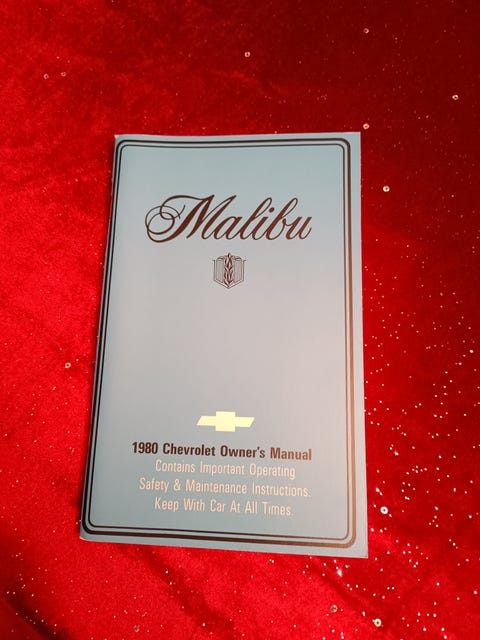 Malibu
1980 Chevrolet Owner's Manual
Contains Important Operating
Safety & Maintenance Instructions.
Keep With Car At All Times.